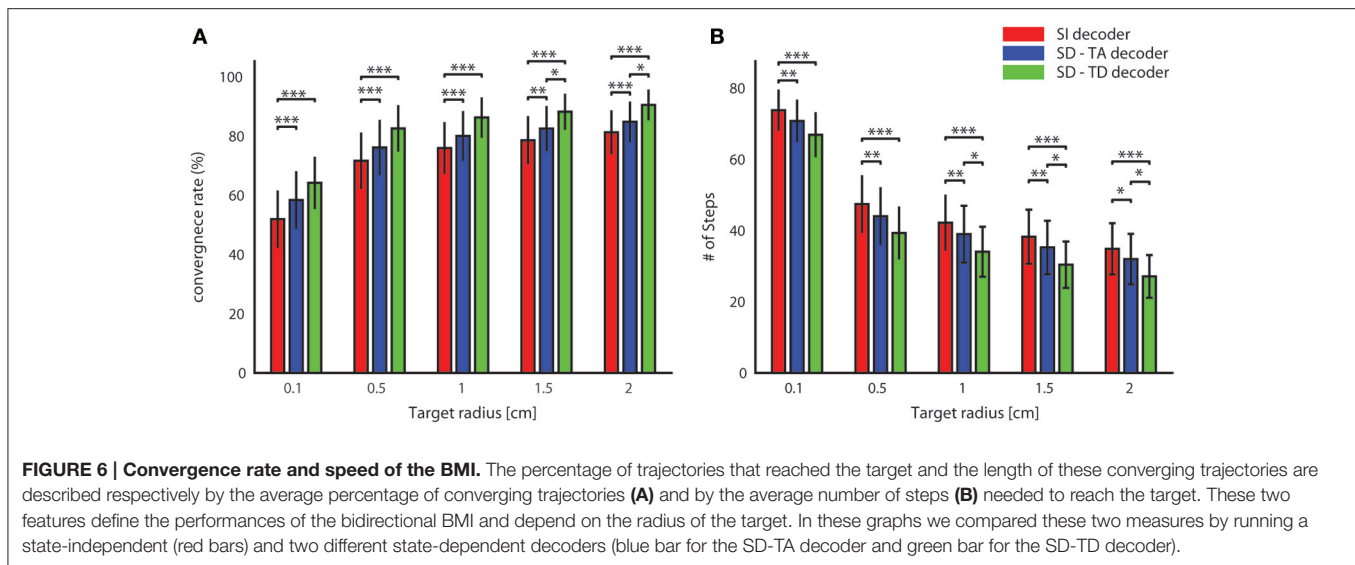 A
B
SI decoder
SD - TA decoder
SD - TD decoder
convergnece rate (%)
100
80
60
40
20
0
*** ***
*** ***
*** ***
*** ** *
*** *** *
0.1 0.5 1 1.5 2
Target radius [cm]
# of Steps
80
60
40
20
0
*** **
*** **
*** ** *
*** ** *
*** * *
0.1 0.5 1 1.5 2
Target radius [cm]
FIGURE 6 | Convergence rate and speed of the BMI. The percentage of trajectories that reached the target and the length of these converging trajectories are
described respectively by the average percentage of converging trajectories (A) and by the average number of steps (B) needed to reach the target. These two
features define the performances of the bidirectional BMI and depend on the radius of the target. In these graphs we compared these two measures by running a
state-independent (red bars) and two different state-dependent decoders (blue bar for the SD-TA decoder and green bar for the SD-TD decoder).